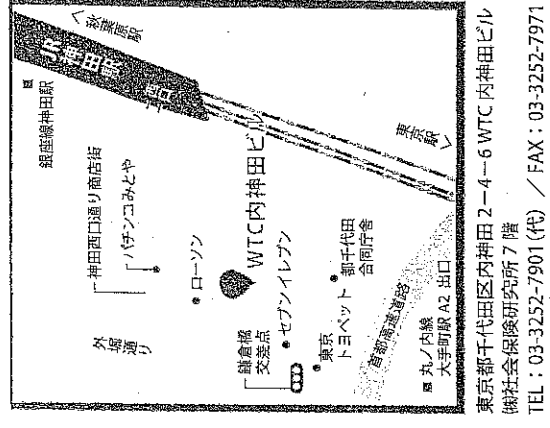 秋葉原駅
JR神田駅
西口
銀座線神田駅
神田西口通り商店街
パチンコみとや
外堀通り
ローソン
WTC内神田ビル
鎌倉橋
交差点
セブンイレブン
東京
トヨペット
都千代田
合同庁舎
東京駅
首都高速道路
丸ノ内線
大手町駅 A2 出口
東京都千代田区内神田 2-4-6 WTC 内神田ビル
㈱社会保険研究所 7 階
TEL：03-3252-7901(代) ／ FAX：03-3252-7971